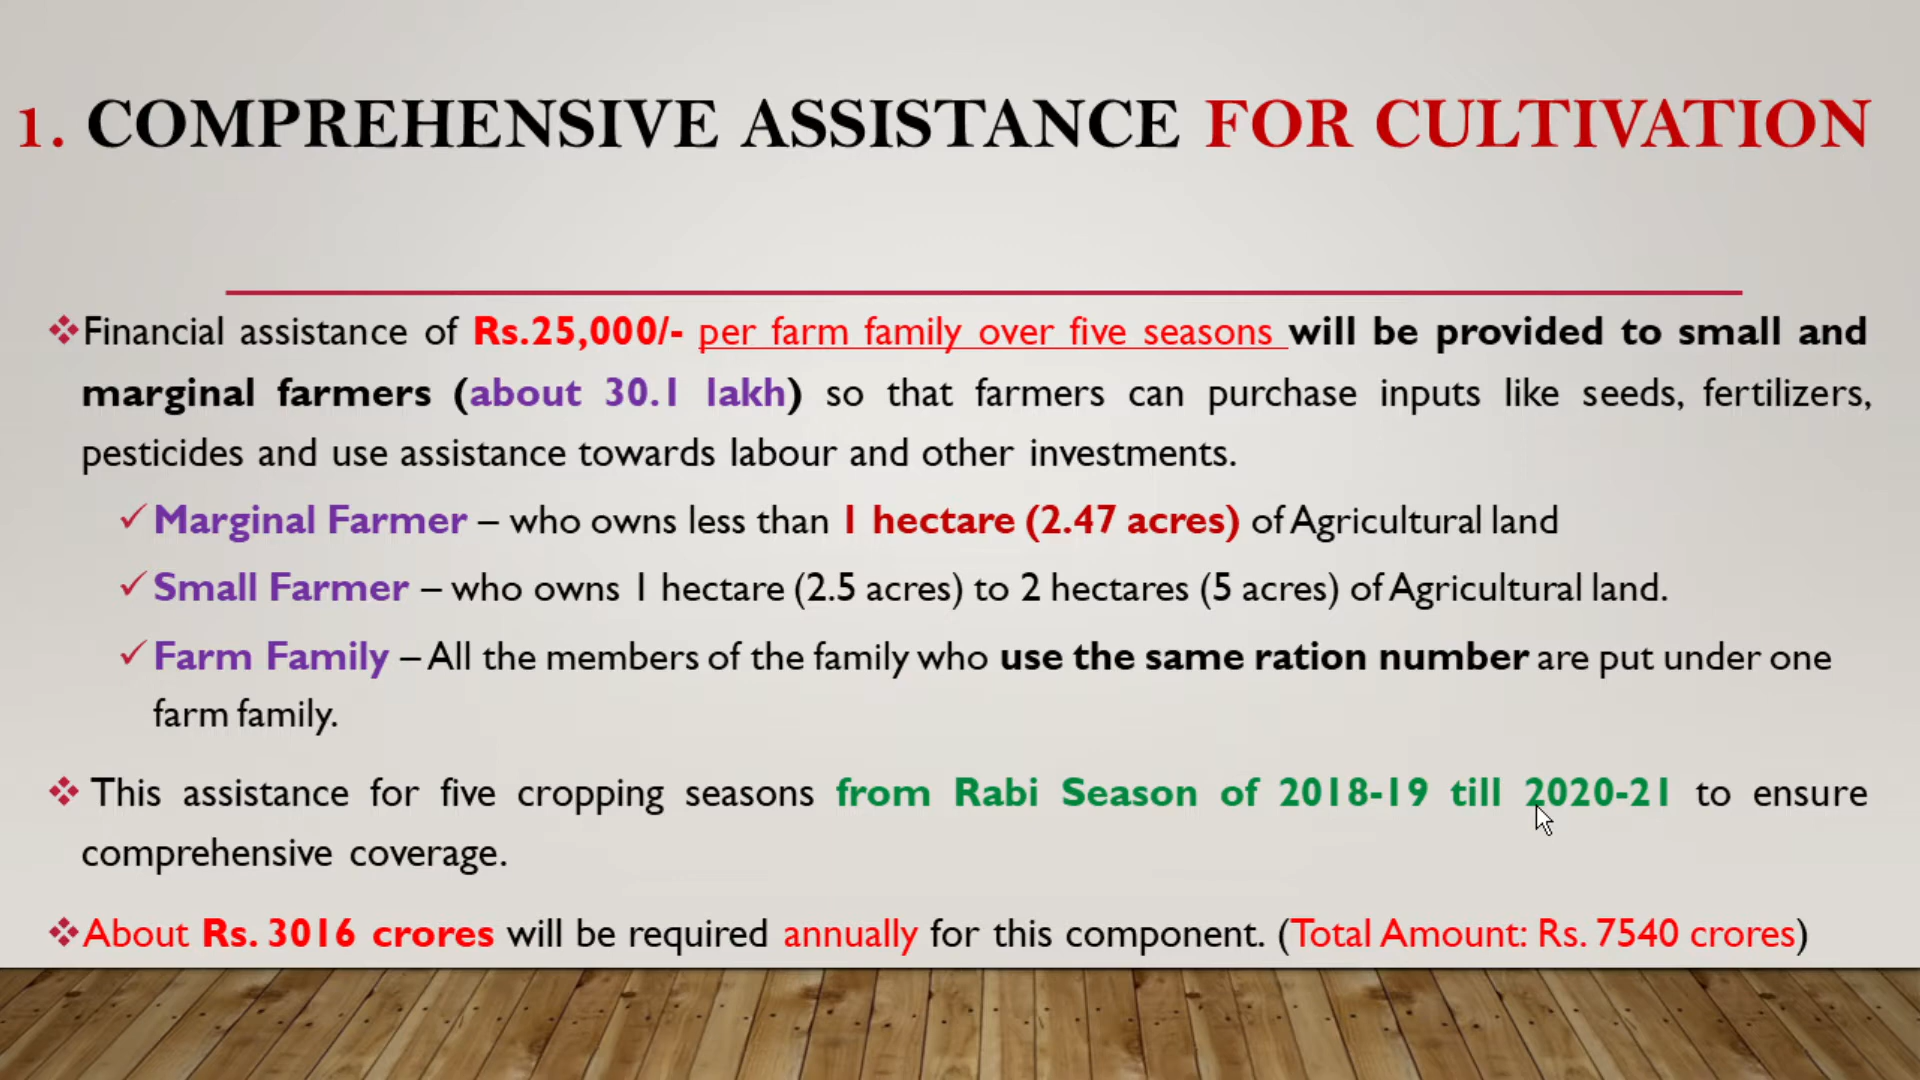 1. COMPREHENSIVE ASSISTANCE FOR CULTIVATION
Financial assistance of Rs.25,000/- per farm family over five seasons will be provided to small and
marginal farmers (about 30.1 lakh) so that farmers can purchase inputs like seeds, fertilizers,
pesticides and use assistance towards labour and other investments.
Marginal Farmer – who owns less than 1 hectare (2.47 acres) of Agricultural land
Small Farmer – who owns 1 hectare (2.5 acres) to 2 hectares (5 acres) of Agricultural land.
Farm Family – All the members of the family who use the same ration number are put under one
farm family.
This assistance for five cropping seasons from Rabi Season of 2018-19 till 2020-21 to ensure
comprehensive coverage.
About Rs. 3016 crores will be required annually for this component. (Total Amount: Rs. 7540 crores)